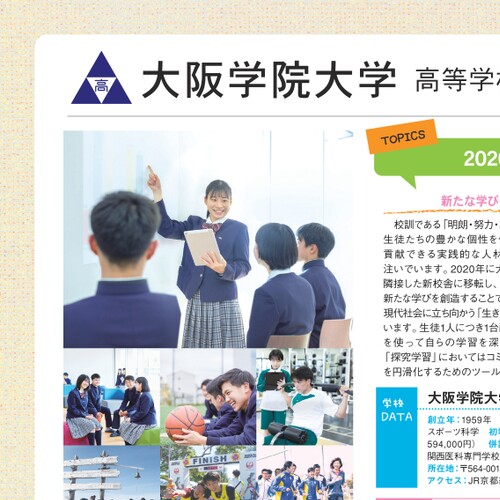 高
大阪学院大学 高等学校
TOPICS
2020
新たな学び
校訓である「明朗・努力・
生徒たちの豊かな個性を
貢献できる実践的な人材
注いでいます。2020年に
隣接した新校舎に移転し、
新たな学びを創造することで
現代社会に立ち向かう「生き
います。生徒1人につき1台
を使って自らの学習を深
「探究学習」においてはコミ
を円滑化するためのツール
FINISH
学校
DATA
大阪学院大学
創立年：1959年
スポーツ科学 初
594,000円） 併
関西医科専門学校
所在地：〒564-001
アクセス：JR京都